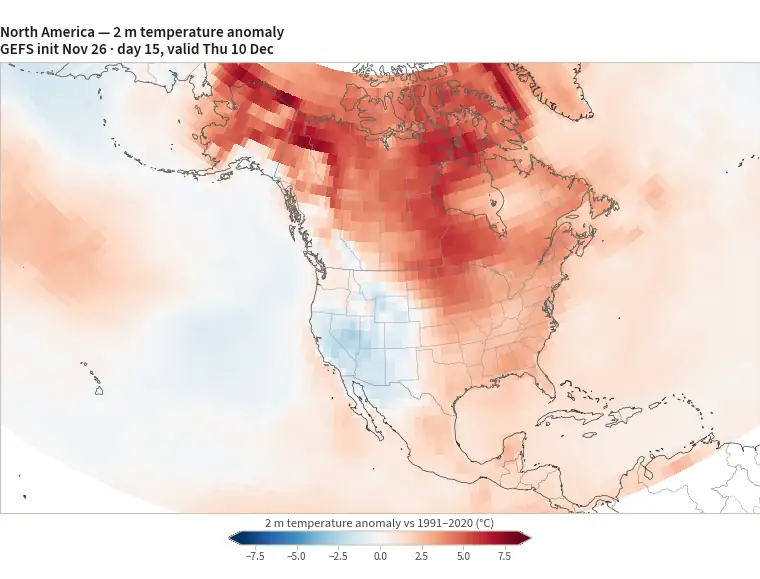 North America — 2 m temperature anomaly
GEFS init Nov 26 · day 15, valid Thu 10 Dec
2 m temperature anomaly vs 1991–2020 (°C)
−7.5 −5.0 −2.5 0.0 2.5 5.0 7.5